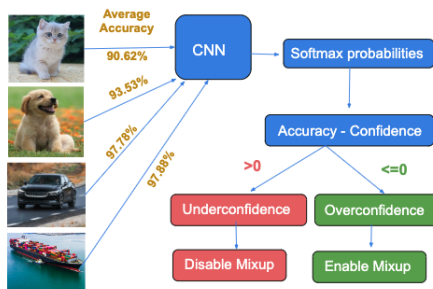 Average
Accuracy
90.62%
93.53%
97.78%
97.88%
CNN
Softmax probabilities
Accuracy - Confidence
>0
<=0
Underconfidence
Overconfidence
Disable Mixup
Enable Mixup